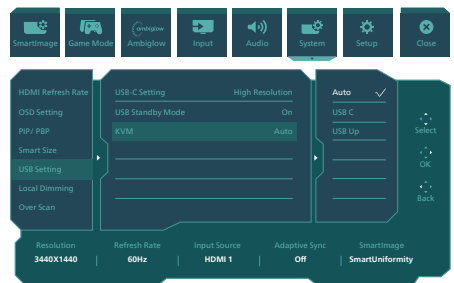 SmartImage Game Mode Ambiglow Input Audio System Setup Close
ambiglow
HDMI Refresh Rate
OSD Setting
PIP/ PBP
Smart Size
USB Setting
Local Dimming
Over Scan
USB-C Setting High Resolution
USB Standby Mode On
KVM Auto
Auto
USB C
USB Up
Select
OK
Back
Resolution Refresh Rate Input Source Adaptive Sync SmartImage
3440X1440 | 60Hz | HDMI 1 | Off | SmartUniformity